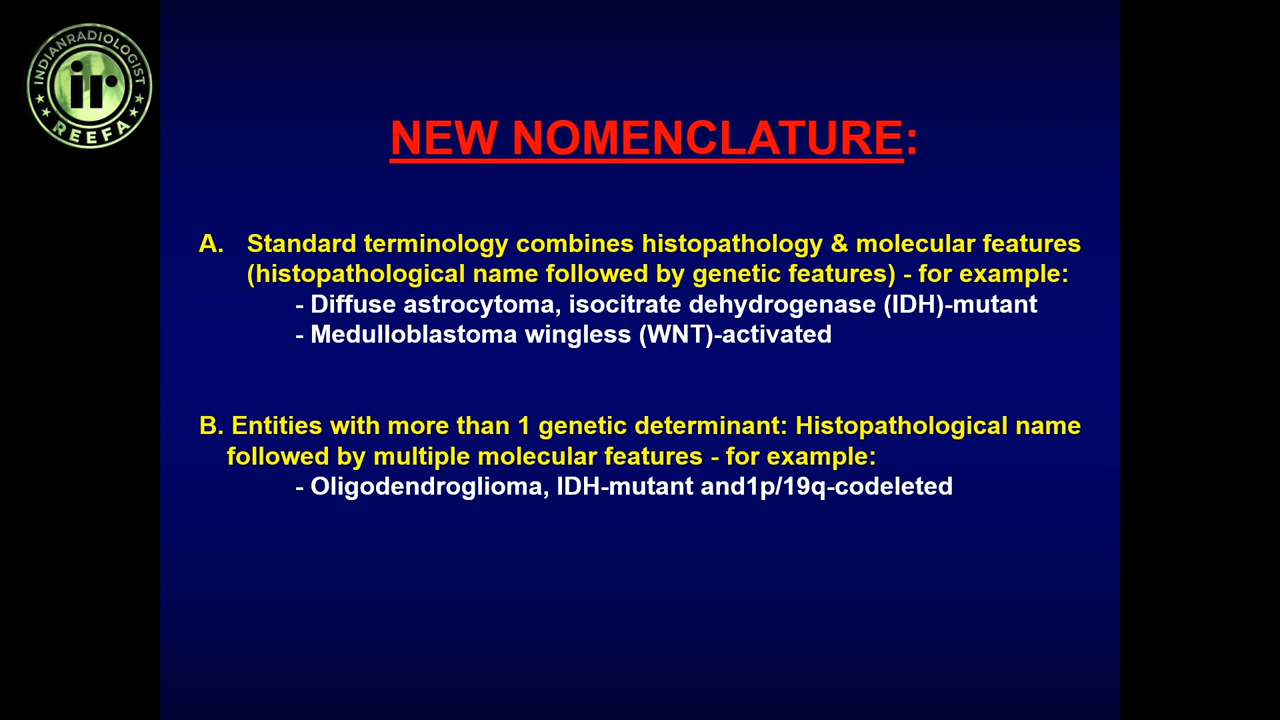 INDIANRADIOLOGIST
ir
REEFA
NEW NOMENCLATURE:
A. Standard terminology combines histopathology & molecular features
(histopathological name followed by genetic features) - for example:
- Diffuse astrocytoma, isocitrate dehydrogenase (IDH)-mutant
- Medulloblastoma wingless (WNT)-activated
B. Entities with more than 1 genetic determinant: Histopathological name
followed by multiple molecular features - for example:
- Oligodendroglioma, IDH-mutant and1p/19q-codeleted